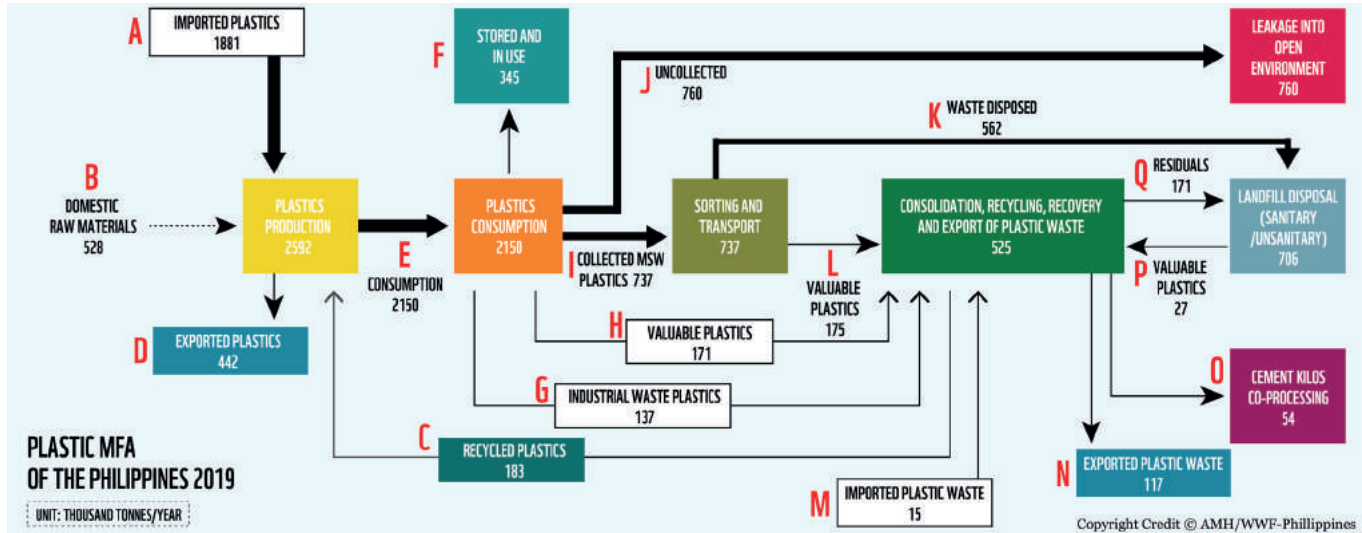 A
IMPORTED PLASTICS
1881
F
STORED AND
IN USE
345
J
UNCOLLECTED
760
LEAKAGE INTO
OPEN
ENVIRONMENT
760
K
WASTE DISPOSED
562
B
DOMESTIC
RAW MATERIALS
528
PLASTICS
PRODUCTION
2592
E
CONSUMPTION
2150
PLASTICS
CONSUMPTION
2150
I
COLLECTED MSW
PLASTICS 737
SORTING AND
TRANSPORT
737
L
VALUABLE
PLASTICS
175
CONSOLIDATION, RECYCLING, RECOVERY
AND EXPORT OF PLASTIC WASTE
525
Q
RESIDUALS
171
LANDFILL DISPOSAL
(SANITARY
/UNSANITARY)
706
P
VALUABLE
PLASTICS
27
D
EXPORTED PLASTICS
442
H
VALUABLE PLASTICS
171
G
INDUSTRIAL WASTE PLASTICS
137
C
RECYCLED PLASTICS
183
O
CEMENT KILOS
CO-PROCESSING
54
N
EXPORTED PLASTIC WASTE
117
M
IMPORTED PLASTIC WASTE
15
PLASTIC MFA
OF THE PHILIPPINES 2019
UNIT: THOUSAND TONNES/YEAR
Copyright Credit © AMH/WWF-Phillippines